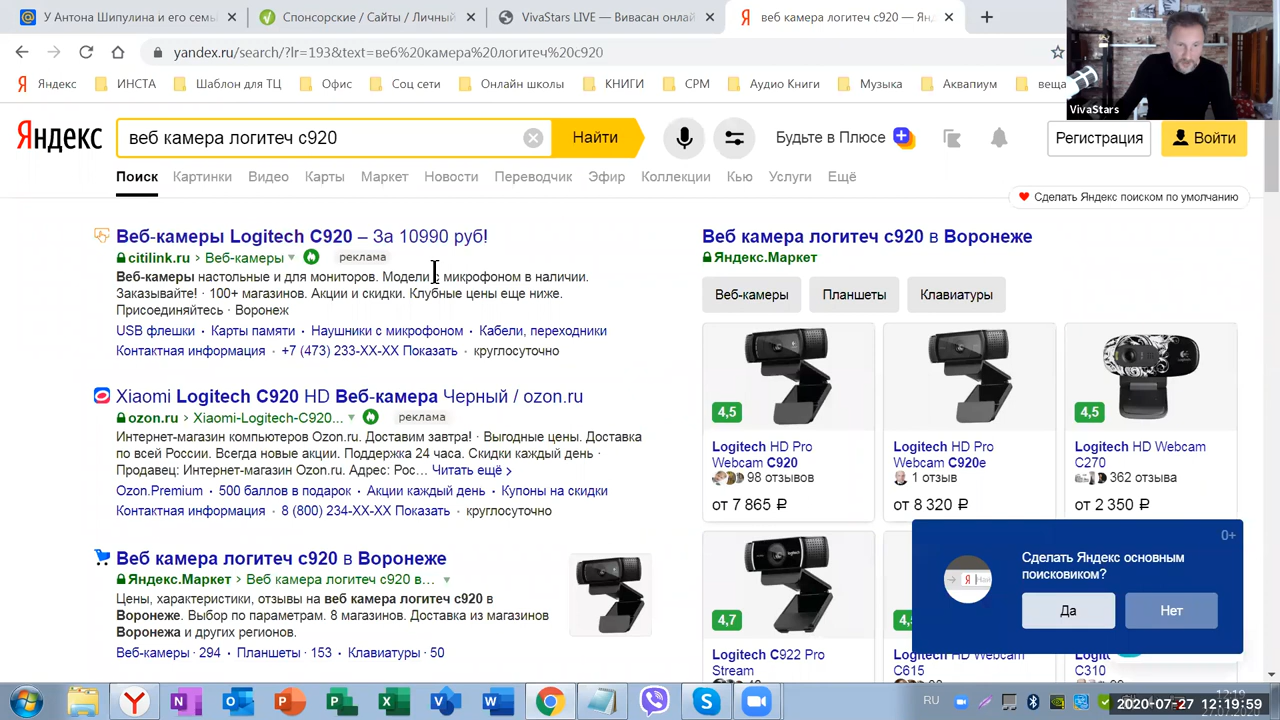 У Антона Шипулина и его семь
Спонсорские / Сайты / Личный
VivaStars LIVE — Вивасан онлай
веб камера логитеч с920 — Ян
yandex.ru/search/?lr=193&text=веб%20камера%20логитеч%20с920
Яндекс
ИНСТА
Шаблон для ТЦ
Офис
Соц сети
Онлайн школы
КНИГИ
СРМ
Аудио Книги
Музыка
Аквапиум
веща
VivaStars
Яндекс
веб камера логитеч с920
Найти
Будьте в Плюсе
Регистрация
Войти
Поиск
Картинки
Видео
Карты
Маркет
Новости
Переводчик
Эфир
Коллекции
Кью
Услуги
Ещё
Сделать Яндекс поиском по умолчанию
Веб-камеры Logitech C920 – За 10990 руб!
citilink.ru › Веб-камеры реклама
Веб-камеры настольные и для мониторов. Модели с микрофоном в наличии.
Заказывайте! · 100+ магазинов. Акции и скидки. Клубные цены еще ниже.
Присоединяйтесь · Воронеж
USB флешки · Карты памяти · Наушники с микрофоном · Кабели, переходники
Контактная информация · +7 (473) 233-XX-XX Показать · круглосуточно
Xiaomi Logitech C920 HD Веб-камера Черный / ozon.ru
ozon.ru › Xiaomi-Logitech-C920... реклама
Интернет-магазин компьютеров Ozon.ru. Доставим завтра! · Выгодные цены. Доставка
по всей России. Всегда новые акции. Поддержка 24 часа. Скидки каждый день ·
Продавец: Интернет-магазин Ozon.ru. Адрес: Рос... Читать ещё ›
Ozon.Premium · 500 баллов в подарок · Акции каждый день · Купоны на скидки
Контактная информация · 8 (800) 234-XX-XX Показать · круглосуточно
Веб камера логитеч с920 в Воронеже
Яндекс.Маркет › Веб камера логитеч с920 в...
Цены, характеристики, отзывы на веб камера логитеч с920 в
Воронеже. Выбор по параметрам. 8 магазинов. Доставка из магазинов
Воронежа и других регионов.
Веб-камеры · 294 · Планшеты · 153 · Клавиатуры · 50
Веб камера логитеч с920 в Воронеже
Яндекс.Маркет
Веб-камеры
Планшеты
Клавиатуры
4,5
Logitech HD Pro
Webcam C920
98 отзывов
от 7 865 ₽
Logitech HD Pro
Webcam C920e
1 отзыв
от 8 320 ₽
4,5
Logitech HD Webcam
C270
362 отзыва
от 2 350 ₽
4,7
Logitech C922 Pro
Stream
Logitech HD Webcam
C615
C310
0+
Сделать Яндекс основным
поисковиком?
Да
Нет
RU
2020-07-27 12:19:59